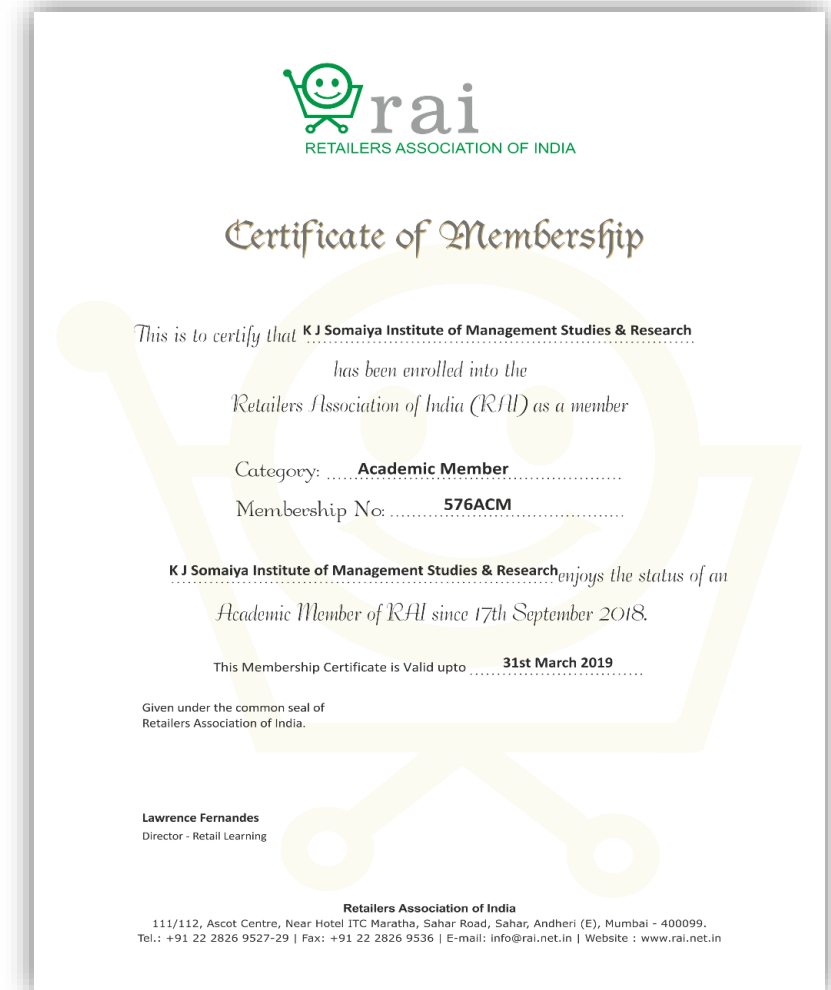 rai
RETAILERS ASSOCIATION OF INDIA
Certificate of Membership
This is to certify that K J Somaiya Institute of Management Studies & Research
has been enrolled into the
Retailers Association of India (RAI) as a member
Category: Academic Member
Membership No: 576ACM
K J Somaiya Institute of Management Studies & Research enjoys the status of an
Academic Member of RAI since 17th September 2018.
This Membership Certificate is Valid upto 31st March 2019
Given under the common seal of
Retailers Association of India.
Lawrence Fernandes
Director - Retail Learning
Retailers Association of India
111/112, Ascot Centre, Near Hotel ITC Maratha, Sahar Road, Sahar, Andheri (E), Mumbai - 400099.
Tel.: +91 22 2826 9527-29 | Fax: +91 22 2826 9536 | E-mail: info@rai.net.in | Website : www.rai.net.in